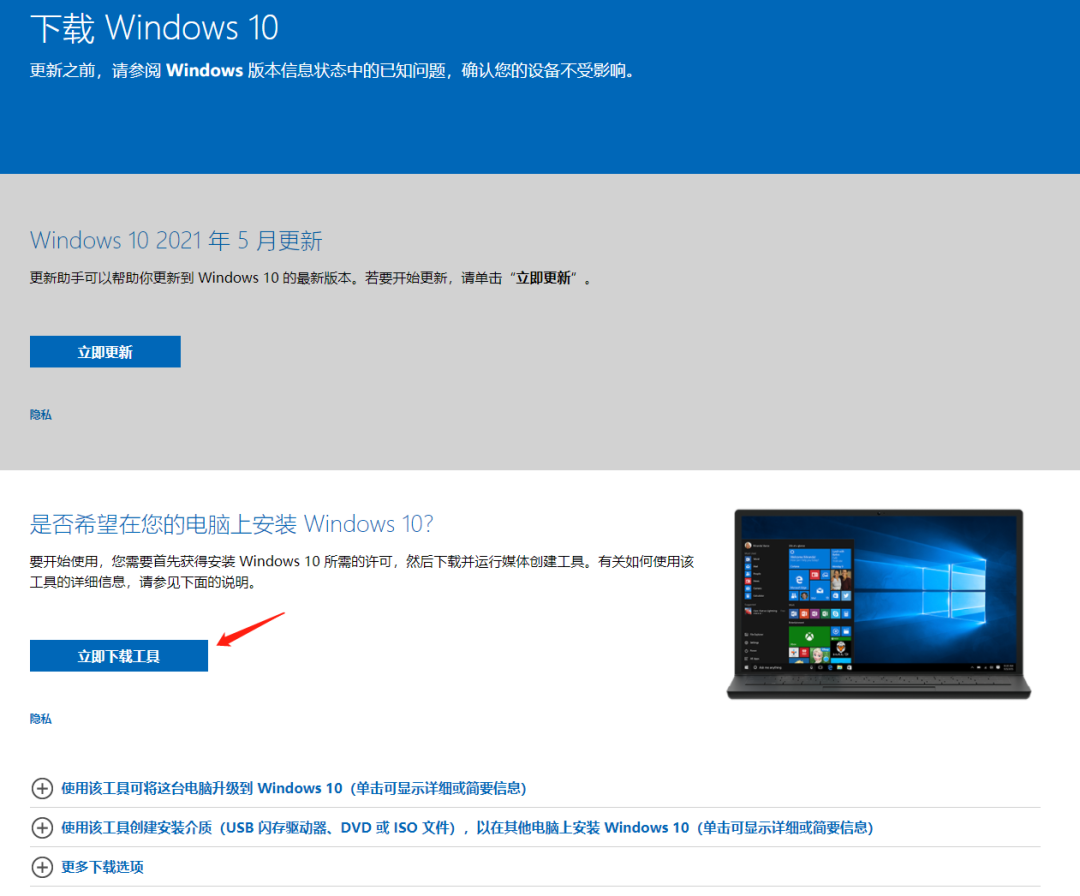 下载 Windows 10
更新之前，请参阅 Windows 版本信息状态中的已知问题，确认您的设备不受影响。
Windows 10 2021 年 5 月更新
更新助手可以帮助你更新到 Windows 10 的最新版本。若要开始更新，请单击“立即更新”。
立即更新
隐私
是否希望在您的电脑上安装 Windows 10？
要开始使用，您需要首先获得安装 Windows 10 所需的许可，然后下载并运行媒体创建工具。有关如何使用该
工具的详细信息，请参见下面的说明。
立即下载工具
隐私
使用该工具可将这台电脑升级到 Windows 10（单击可显示详细或简要信息）
使用该工具创建安装介质（USB 闪存驱动器、DVD 或 ISO 文件），以在其他电脑上安装 Windows 10（单击可显示详细或简要信息）
更多下载选项